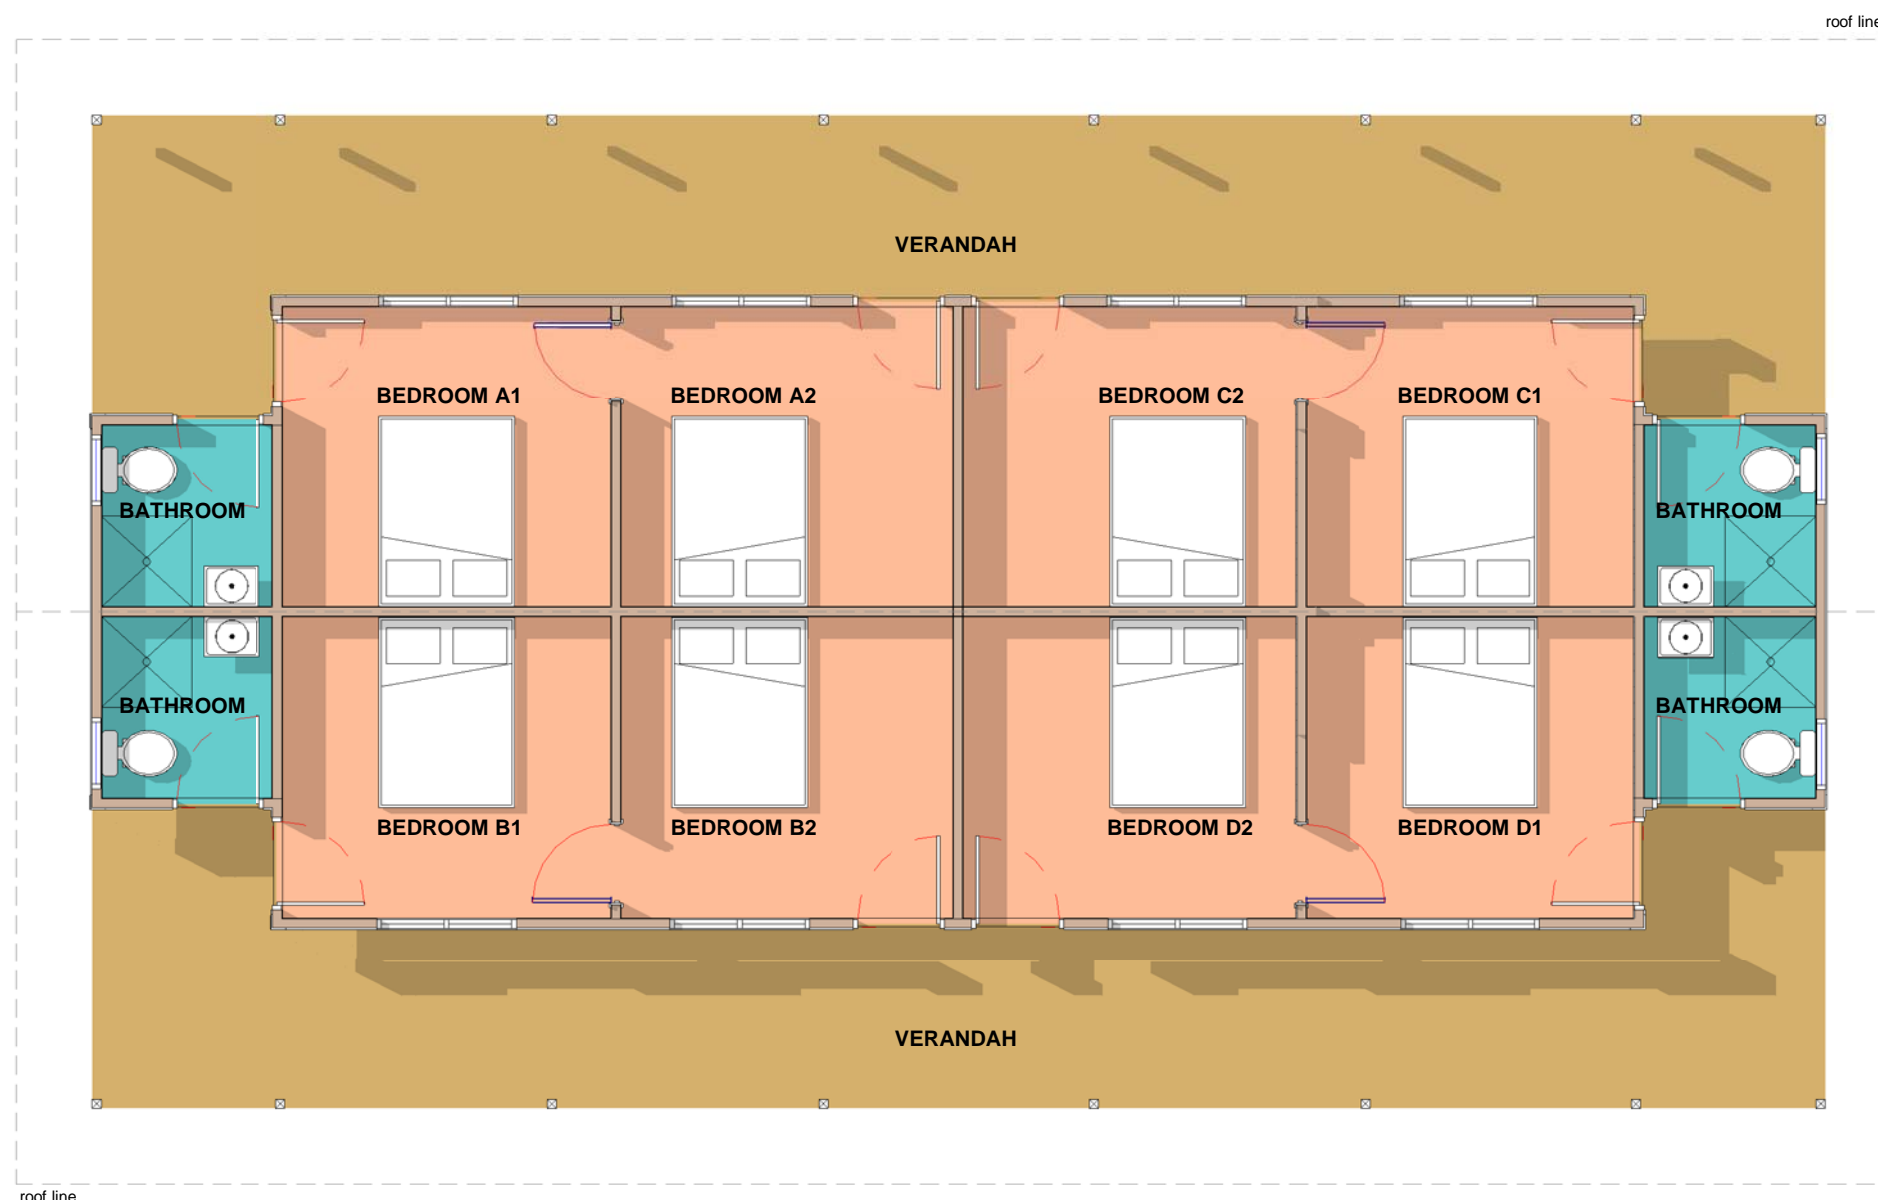 roof line
VERANDAH
BEDROOM A1
BEDROOM A2
BEDROOM C2
BEDROOM C1
BATHROOM
BATHROOM
BATHROOM
BATHROOM
BEDROOM B1
BEDROOM B2
BEDROOM D2
BEDROOM D1
VERANDAH
roof line